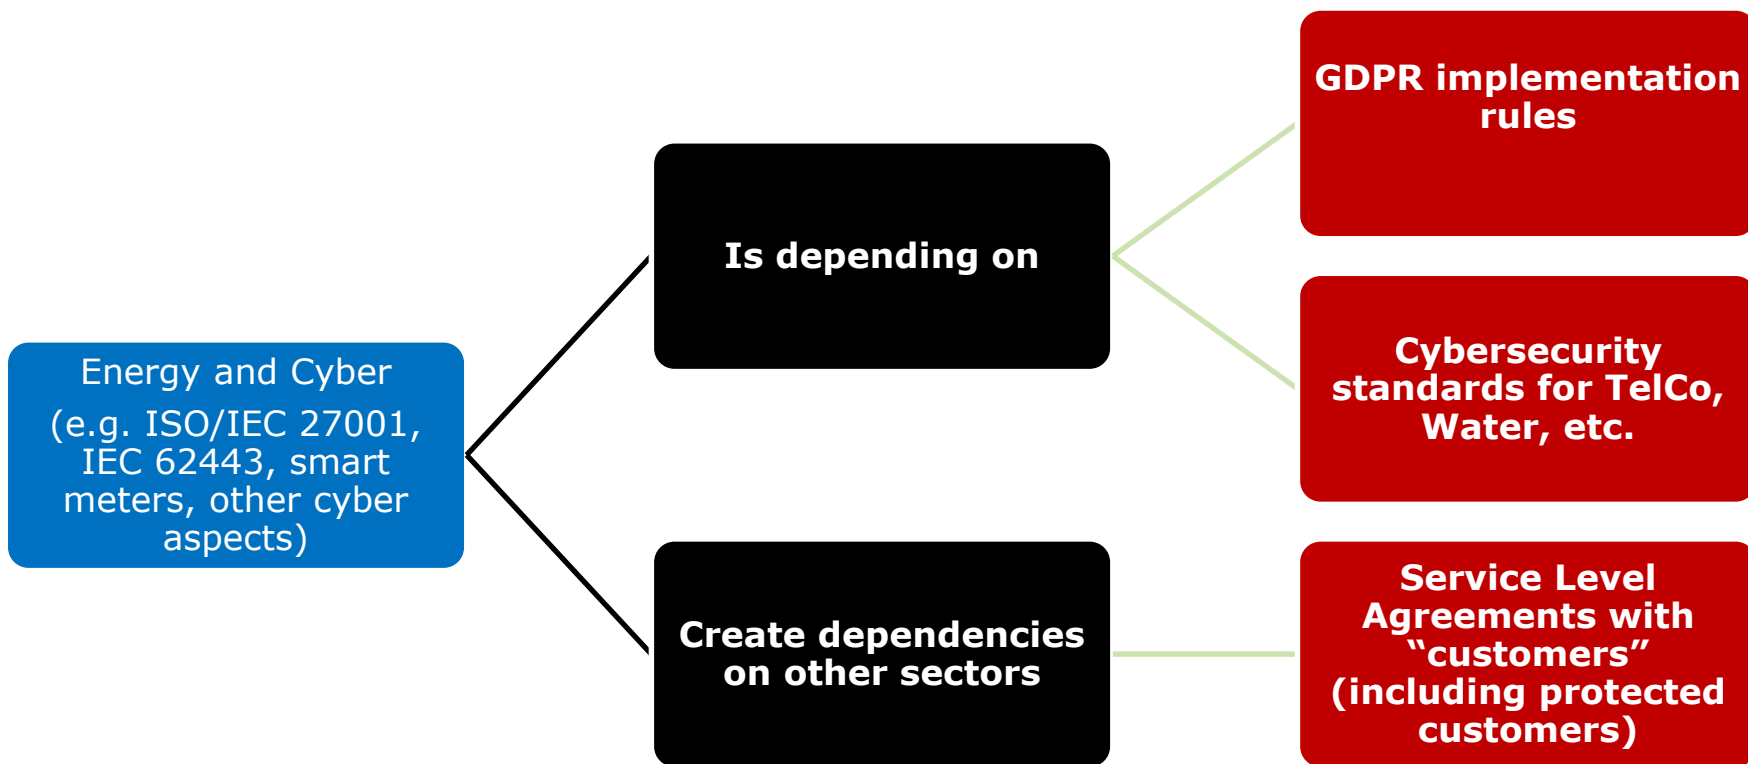 Energy and Cyber
(e.g. ISO/IEC 27001,
IEC 62443, smart
meters, other cyber
aspects)
Is depending on
GDPR implementation
rules
Cybersecurity
standards for TelCo,
Water, etc.
Create dependencies
on other sectors
Service Level
Agreements with
“customers”
(including protected
customers)